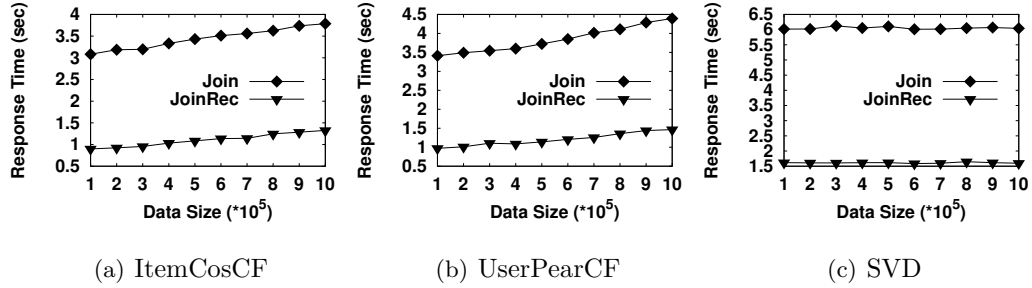 Response Time (sec)
4
3.5
3
2.5
2
1.5
1
0.5
Join
JoinRec
1 2 3 4 5 6 7 8 9 10
Data Size (*10^5)
(a) ItemCosCF
Response Time (sec)
4.5
4
3.5
3
2.5
2
1.5
1
0.5
Join
JoinRec
1 2 3 4 5 6 7 8 9 10
Data Size (*10^5)
(b) UserPearCF
Response Time (sec)
6.5
6
5.5
5
4.5
4
3.5
3
2.5
2
1.5
Join
JoinRec
1 2 3 4 5 6 7 8 9 10
Data Size (*10^5)
(c) SVD